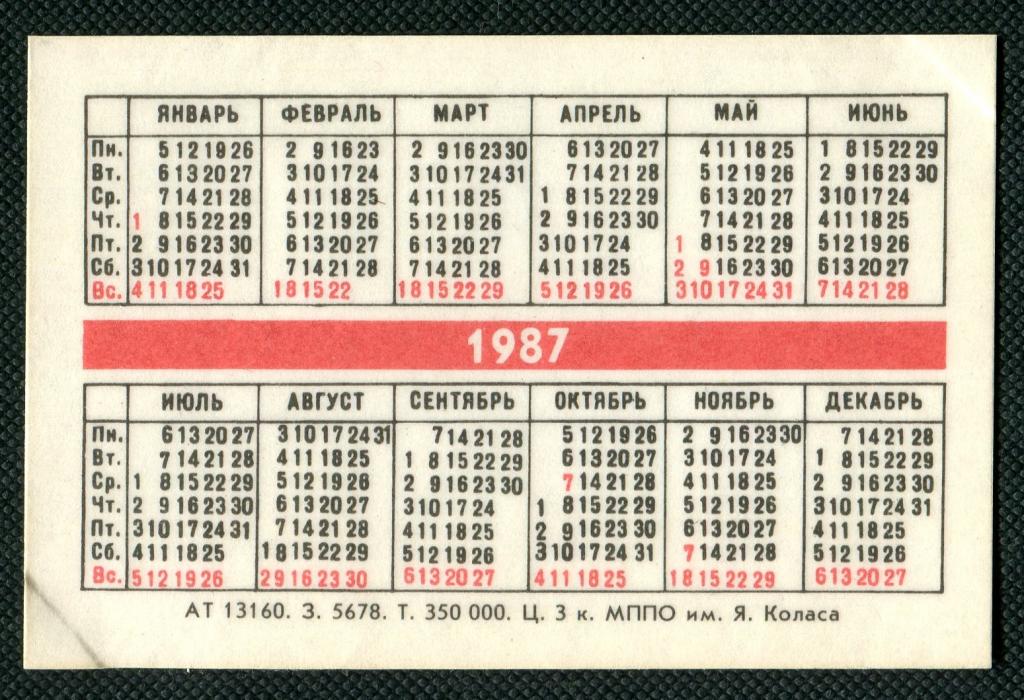 ЯНВАРЬ ФЕВРАЛЬ МАРТ АПРЕЛЬ МАЙ ИЮНЬ
Пн. 5 12 19 26 2 9 16 23 2 9 16 23 30 6 13 20 27 4 11 18 25 1 8 15 22 29
Вт. 6 13 20 27 3 10 17 24 3 10 17 24 31 7 14 21 28 5 12 19 26 2 9 16 23 30
Ср. 7 14 21 28 4 11 18 25 4 11 18 25 1 8 15 22 29 6 13 20 27 3 10 17 24
Чт. 1 8 15 22 29 5 12 19 26 5 12 19 26 2 9 16 23 30 7 14 21 28 4 11 18 25
Пт. 2 9 16 23 30 6 13 20 27 6 13 20 27 3 10 17 24 1 8 15 22 29 5 12 19 26
Сб. 3 10 17 24 31 7 14 21 28 7 14 21 28 4 11 18 25 2 9 16 23 30 6 13 20 27
Вс. 4 11 18 25 1 8 15 22 1 8 15 22 29 5 12 19 26 3 10 17 24 31 7 14 21 28
1987
ИЮЛЬ АВГУСТ СЕНТЯБРЬ ОКТЯБРЬ НОЯБРЬ ДЕКАБРЬ
Пн. 6 13 20 27 3 10 17 24 31 7 14 21 28 5 12 19 26 2 9 16 23 30 7 14 21 28
Вт. 7 14 21 28 4 11 18 25 1 8 15 22 29 6 13 20 27 3 10 17 24 1 8 15 22 29
Ср. 1 8 15 22 29 5 12 19 26 2 9 16 23 30 7 14 21 28 4 11 18 25 2 9 16 23 30
Чт. 2 9 16 23 30 6 13 20 27 3 10 17 24 1 8 15 22 29 5 12 19 26 3 10 17 24 31
Пт. 3 10 17 24 31 7 14 21 28 4 11 18 25 2 9 16 23 30 6 13 20 27 4 11 18 25
Сб. 4 11 18 25 1 8 15 22 29 5 12 19 26 3 10 17 24 31 7 14 21 28 5 12 19 26
Вс. 5 12 19 26 2 9 16 23 30 6 13 20 27 4 11 18 25 1 8 15 22 29 6 13 20 27
АТ 13160. З. 5678. Т. 350 000. Ц. 3 к. МППО им. Я. Коласа